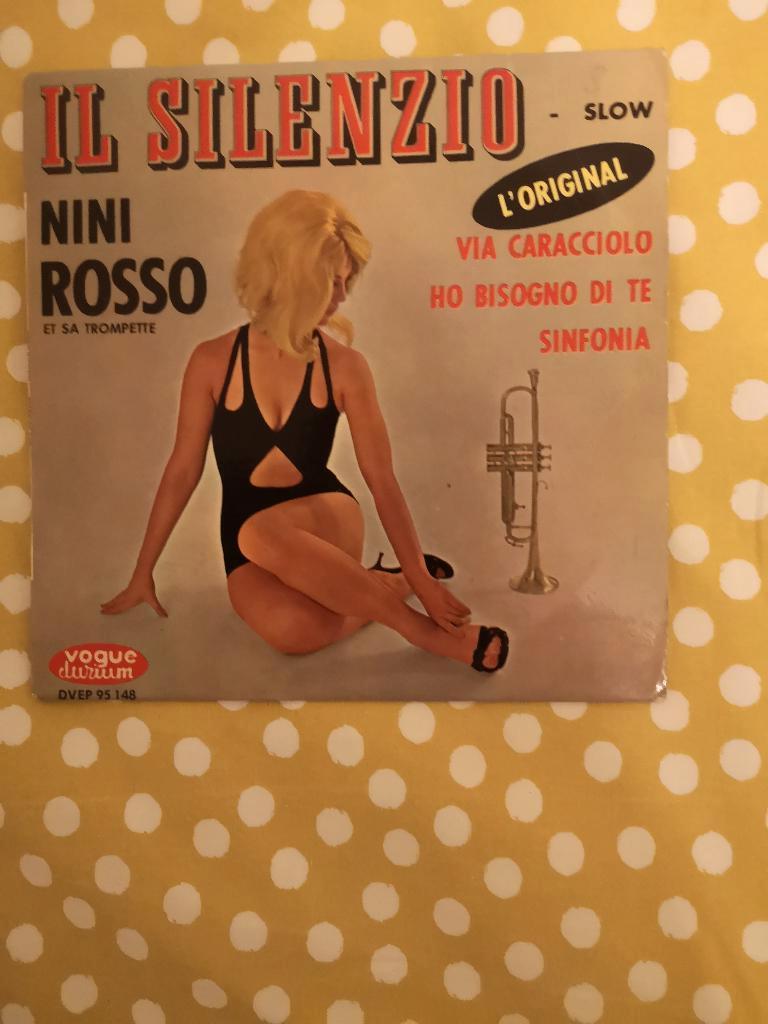 IL SILENZIO - SLOW
L'ORIGINAL
NINI
ROSSO
ET SA TROMPETTE
VIA CARACCIOLO
HO BISOGNO DI TE
SINFONIA
vogue
durium
DVEP 95 148